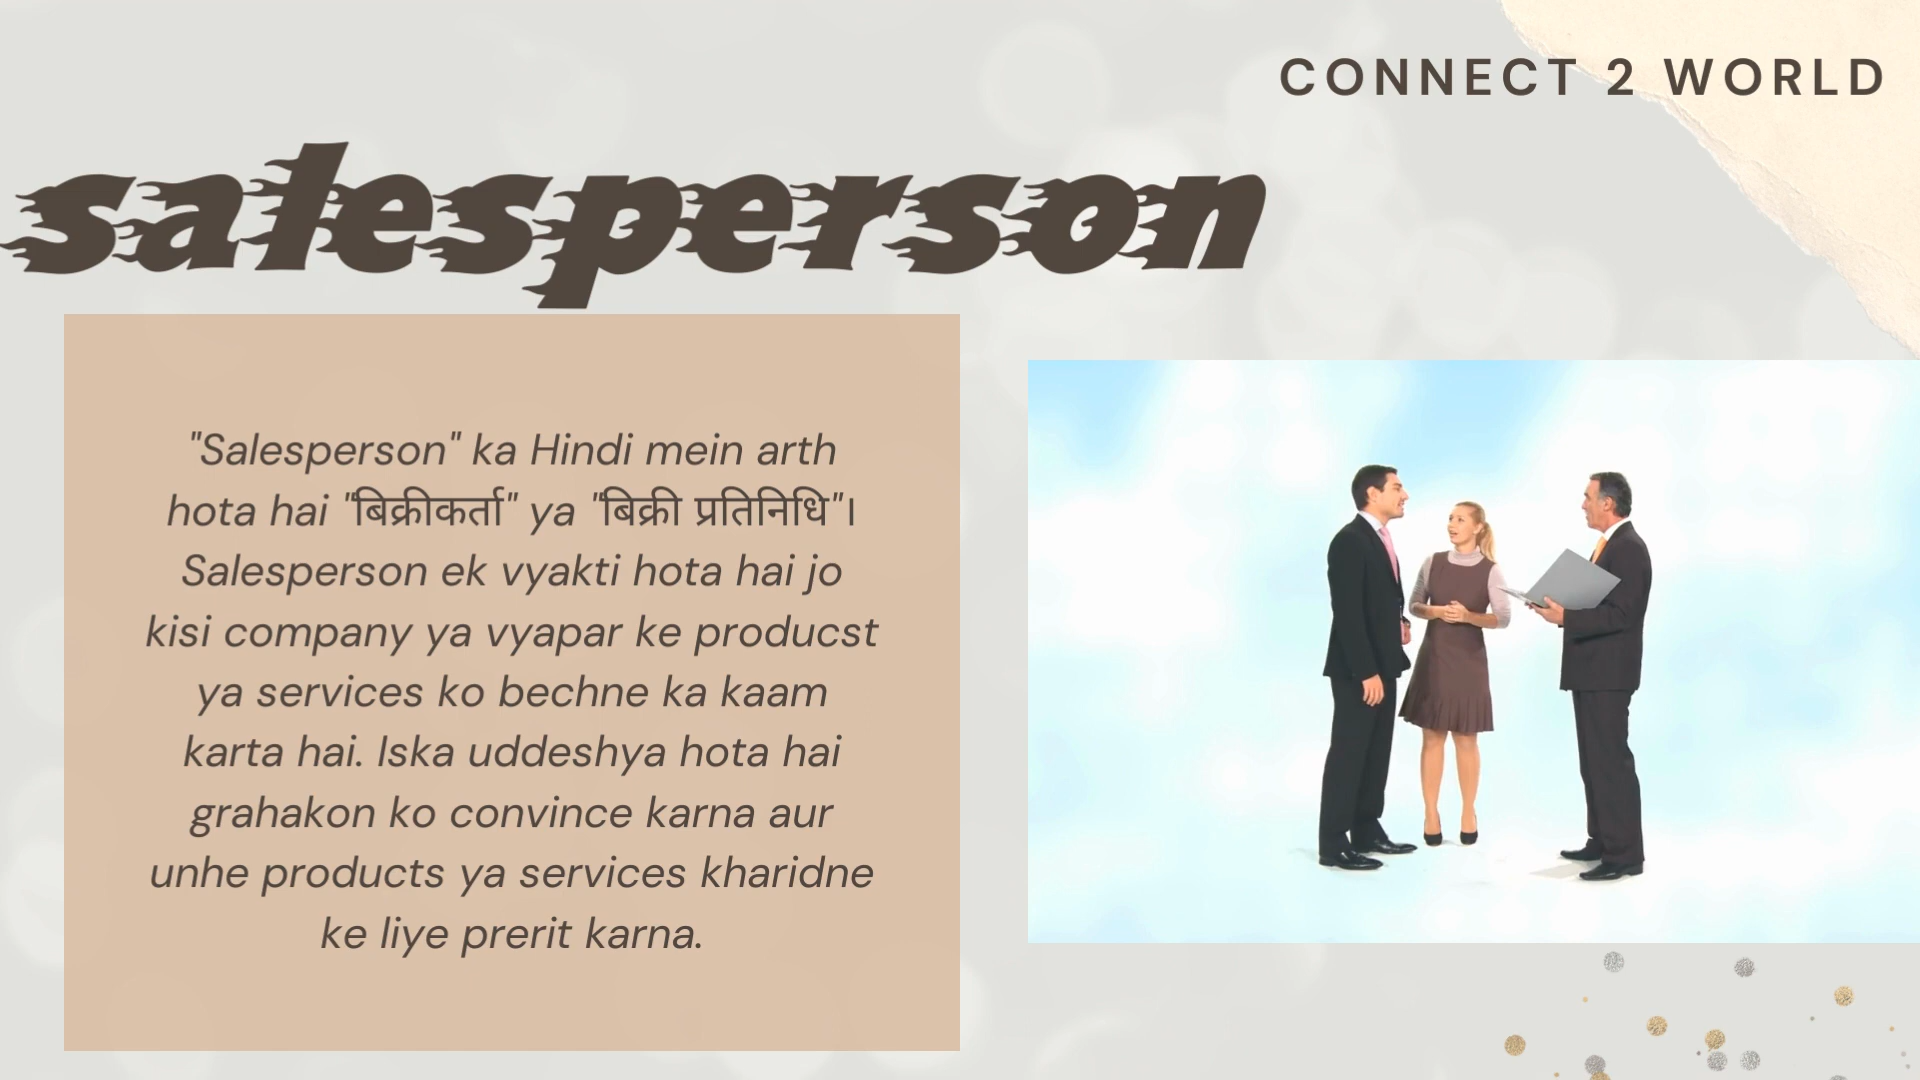 CONNECT 2 WORLD
salesperson
"Salesperson" ka Hindi mein arth
hota hai "बिक्रीकर्ता" ya "बिक्री प्रतिनिधि"।
Salesperson ek vyakti hota hai jo
kisi company ya vyapar ke producst
ya services ko bechne ka kaam
karta hai. Iska uddeshya hota hai
grahakon ko convince karna aur
unhe products ya services kharidne
ke liye prerit karna.